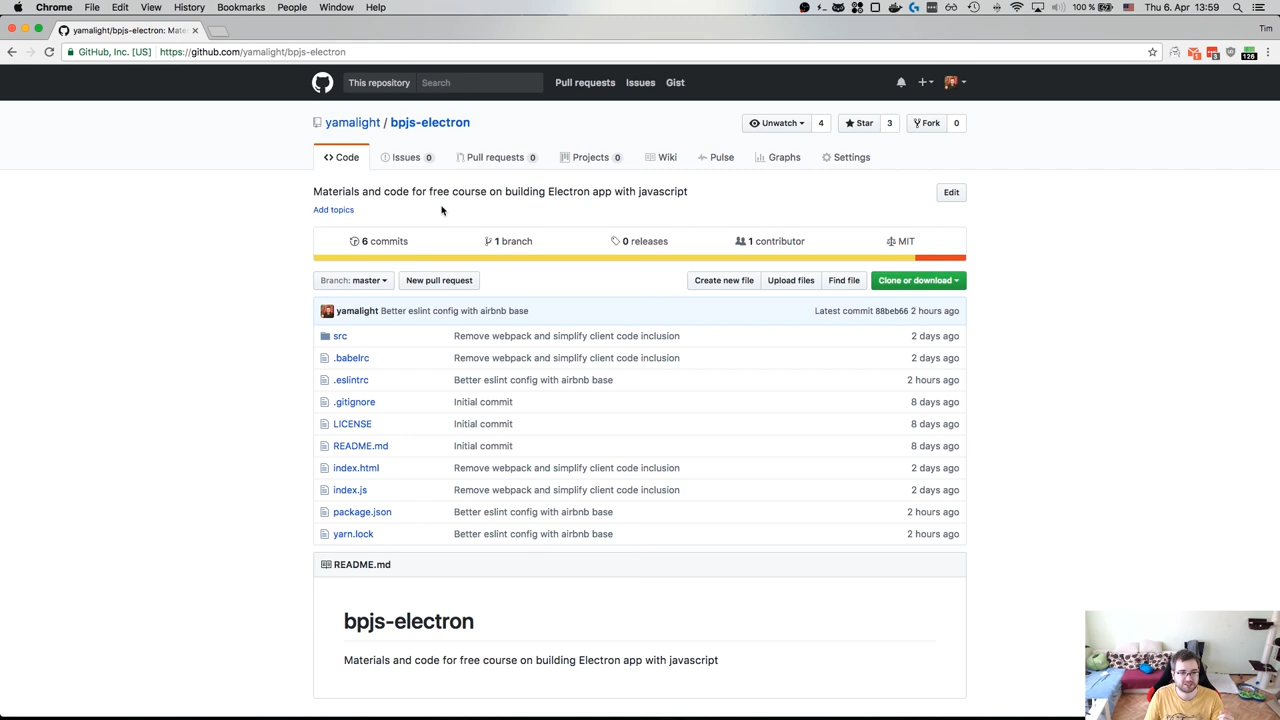 Chrome File Edit View History Bookmarks People Window Help 100 % Thu 6. Apr 13:59
yamalight/bpjs-electron: Mate Tim
GitHub, Inc. [US] https://github.com/yamalight/bpjs-electron
This repository Search Pull requests Issues Gist
yamalight / bpjs-electron Unwatch 4 Star 3 Fork 0
Code Issues 0 Pull requests 0 Projects 0 Wiki Pulse Graphs Settings
Materials and code for free course on building Electron app with javascript Edit
Add topics
6 commits 1 branch 0 releases 1 contributor MIT
Branch: master New pull request Create new file Upload files Find file Clone or download
yamalight Better eslint config with airbnb base Latest commit 88beb66 2 hours ago
src Remove webpack and simplify client code inclusion 2 days ago
.babelrc Remove webpack and simplify client code inclusion 2 days ago
.eslintrc Better eslint config with airbnb base 2 hours ago
.gitignore Initial commit 8 days ago
LICENSE Initial commit 8 days ago
README.md Initial commit 8 days ago
index.html Remove webpack and simplify client code inclusion 2 days ago
index.js Remove webpack and simplify client code inclusion 2 days ago
package.json Better eslint config with airbnb base 2 hours ago
yarn.lock Better eslint config with airbnb base 2 hours ago
README.md
bpjs-electron
Materials and code for free course on building Electron app with javascript